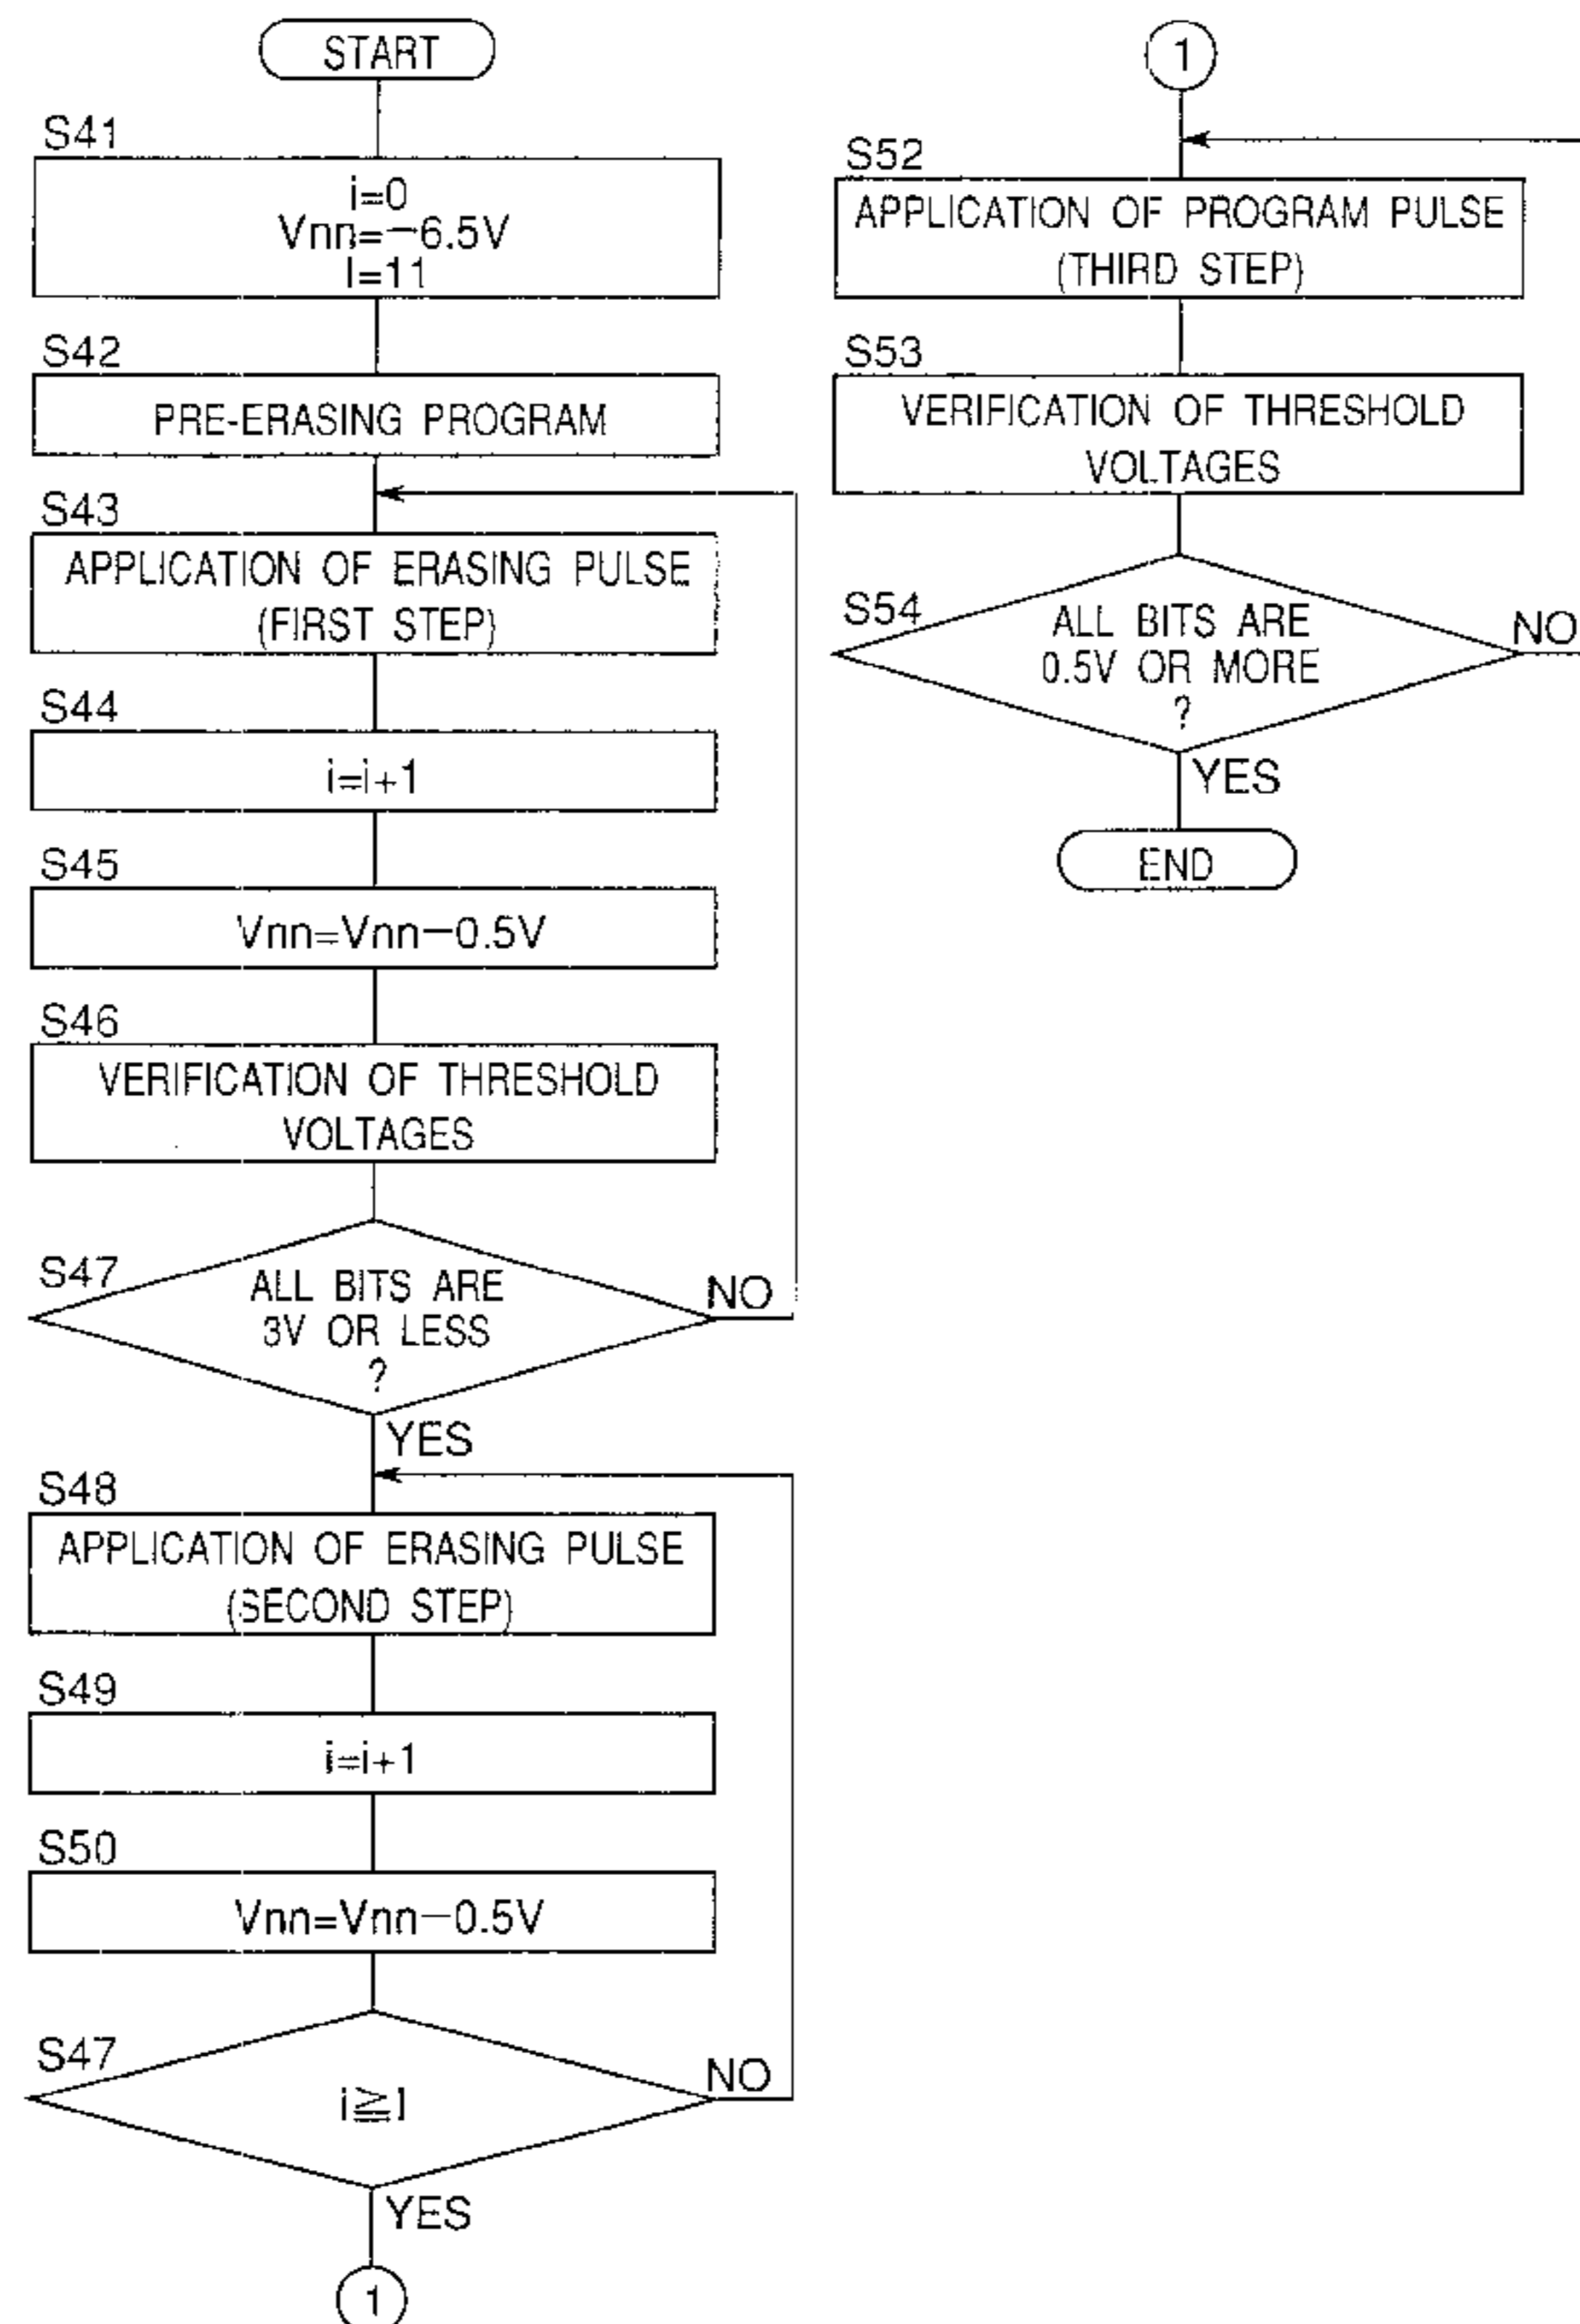 START
S41
i=0
Vnn=−6.5V
I=11
S42
PRE-ERASING PROGRAM
S43
APPLICATION OF ERASING PULSE
(FIRST STEP)
S44
i=i+1
S45
Vnn=Vnn−0.5V
S46
VERIFICATION OF THRESHOLD
VOLTAGES
S47
ALL BITS ARE
3V OR LESS
?
NO
YES
S48
APPLICATION OF ERASING PULSE
(SECOND STEP)
S49
i=i+1
S50
Vnn=Vnn−0.5V
S47
i≧I
NO
YES
1
1
S52
APPLICATION OF PROGRAM PULSE
(THIRD STEP)
S53
VERIFICATION OF THRESHOLD
VOLTAGES
S54
ALL BITS ARE
0.5V OR MORE
?
NO
YES
END